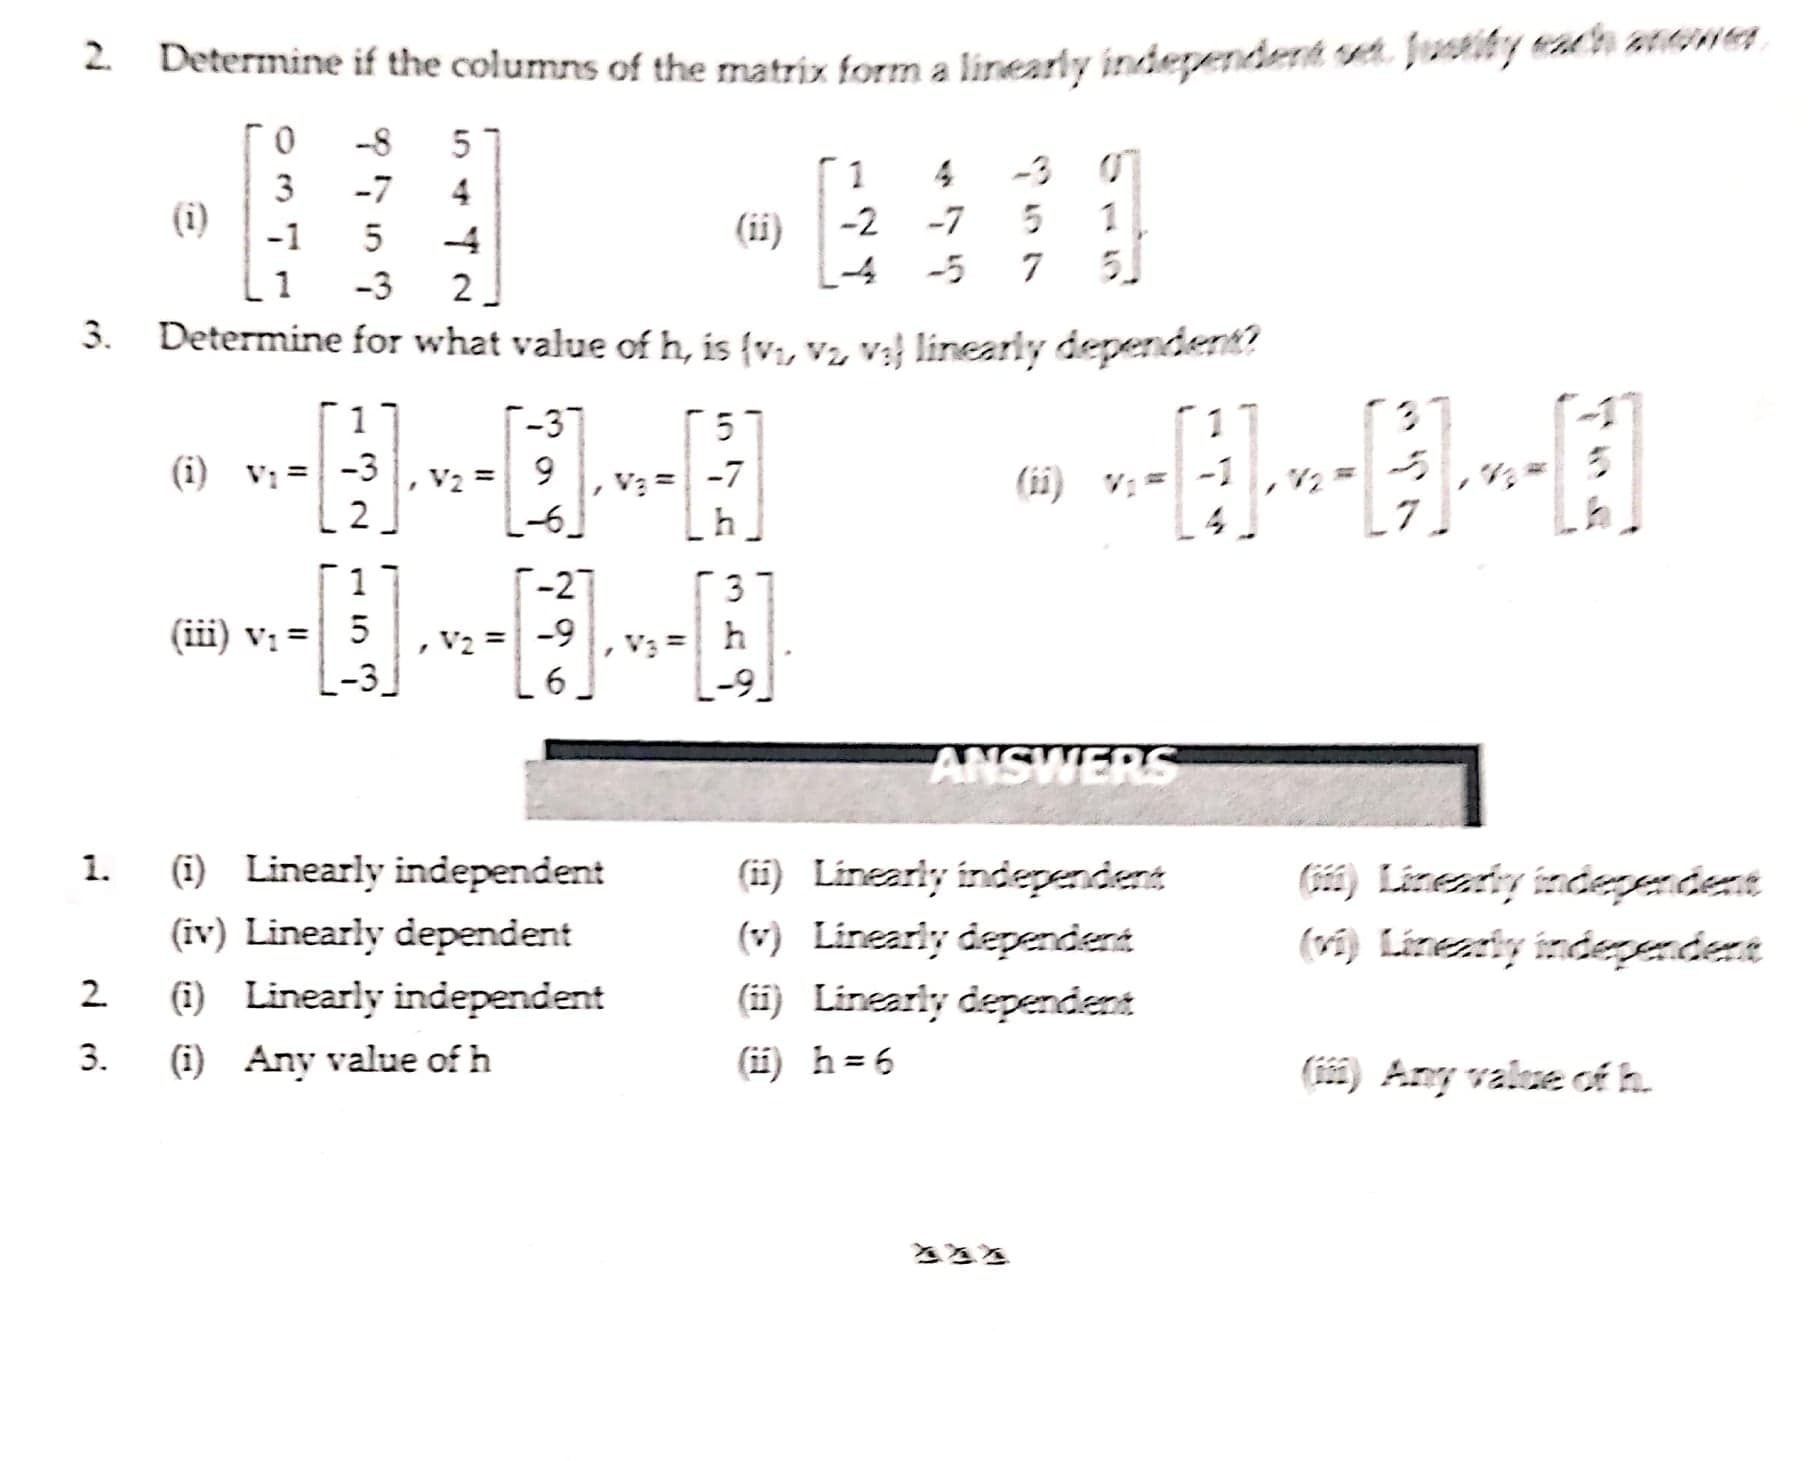 2. Determine if the columns of the matrix form a linearly independent set. Justify each answer.
(i) [0 -8 5
3 -7 4
-1 5 -4
1 -3 2]
(ii) [1 4 -3 0
-2 -7 5 1
-4 -5 7 5].
3. Determine for what value of h, is {v₁, v₂, v₃} linearly dependent?
(i) v₁ = [1 -3 2], v₂ = [-3 9 -6], v₃ = [5 -7 h]
(ii) v₁ = [1 -1 4], v₂ = [3 -5 7], v₃ = [-1 5 h]
(iii) v₁ = [1 5 -3], v₂ = [-2 -9 6], v₃ = [3 h -9].
ANSWERS
1. (i) Linearly independent (ii) Linearly independent (iii) Linearly independent
(iv) Linearly dependent (v) Linearly dependent (vi) Linearly independent
2. (i) Linearly independent (ii) Linearly dependent
3. (i) Any value of h (ii) h = 6 (iii) Any value of h.